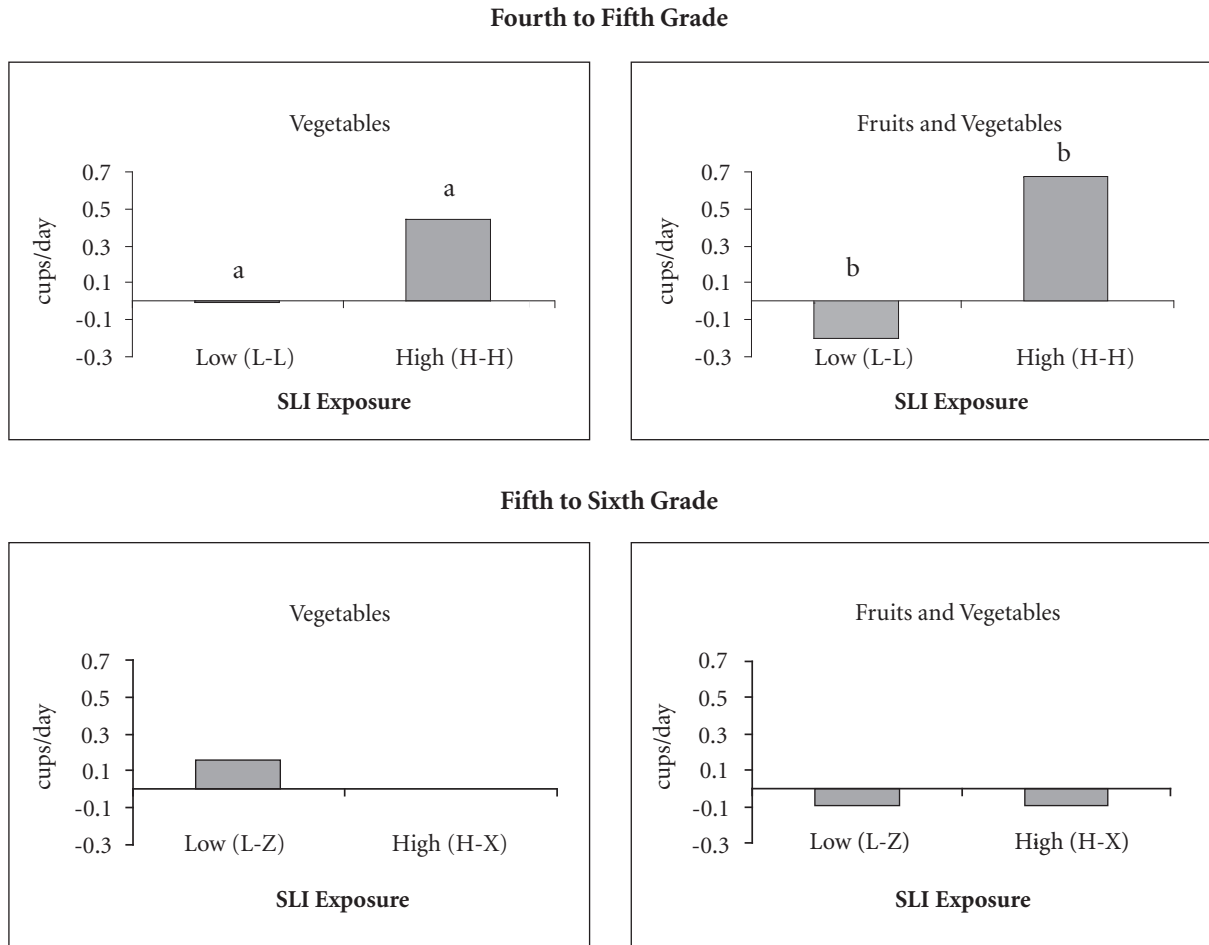 Fourth to Fifth Grade
Vegetables
0.7
0.5
0.3
0.1
-0.1
-0.3
cups/day
a
a
Low (L-L)
High (H-H)
SLI Exposure
Fruits and Vegetables
0.7
0.5
0.3
0.1
-0.1
-0.3
cups/day
b
b
Low (L-L)
High (H-H)
SLI Exposure
Fifth to Sixth Grade
Vegetables
0.7
0.5
0.3
0.1
-0.1
-0.3
cups/day
Low (L-Z)
High (H-X)
SLI Exposure
Fruits and Vegetables
0.7
0.5
0.3
0.1
-0.1
-0.3
cups/day
Low (L-Z)
High (H-X)
SLI Exposure